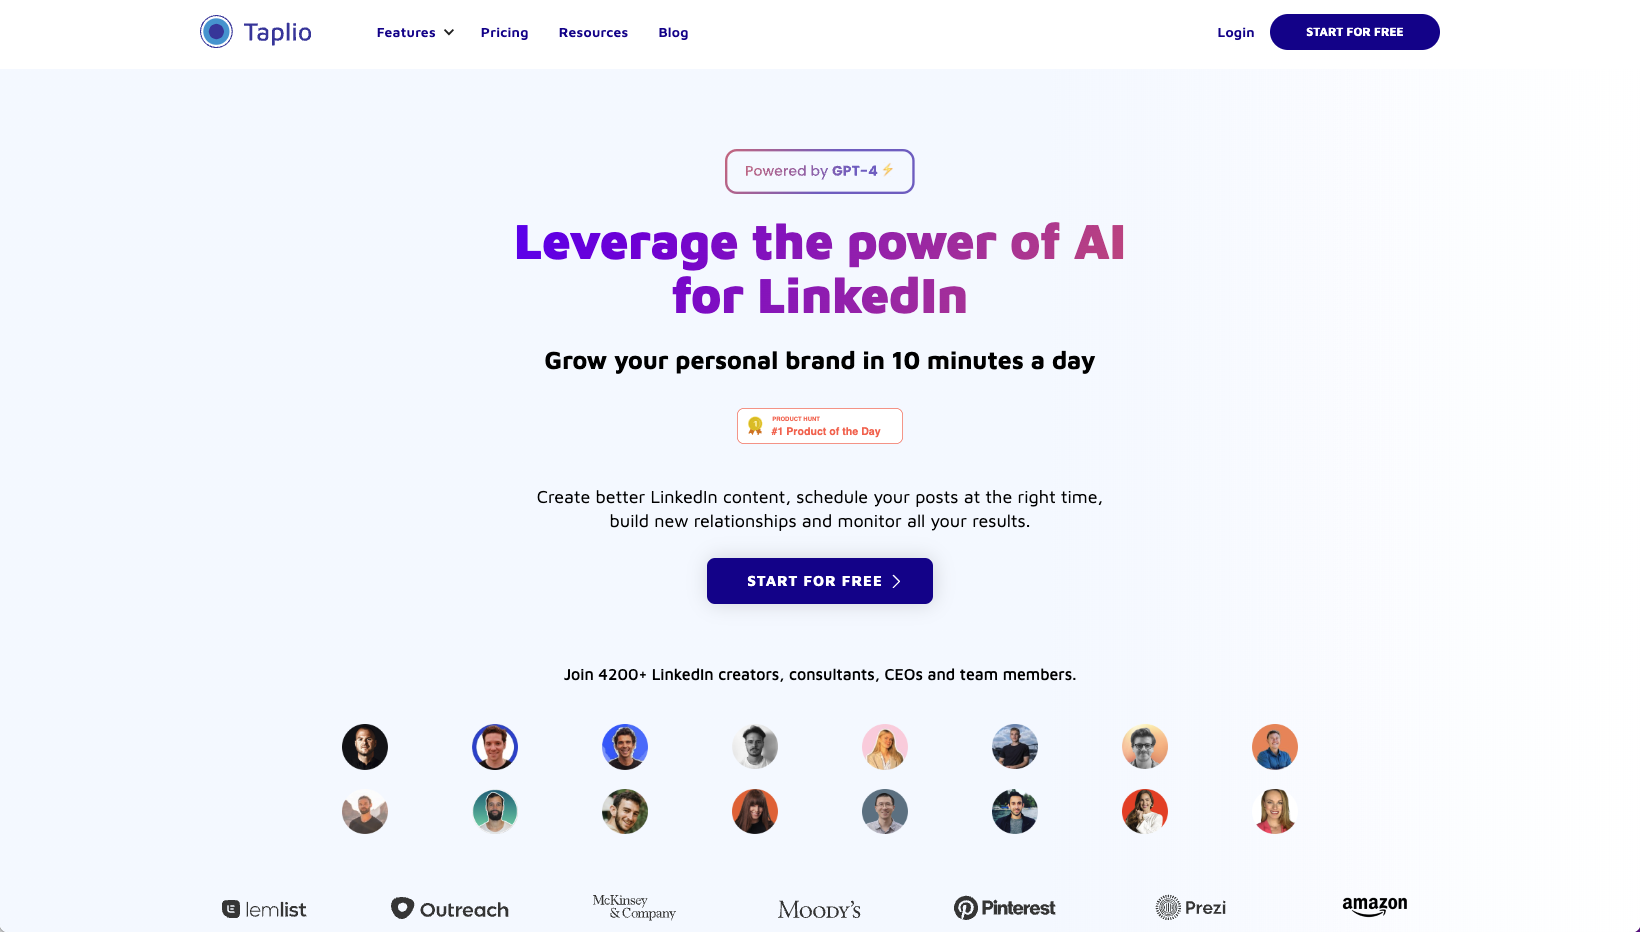 Taplio
Features Pricing Resources Blog
Login START FOR FREE
Powered by GPT-4⚡
Leverage the power of AI
for LinkedIn
Grow your personal brand in 10 minutes a day
1 PRODUCT HUNT
#1 Product of the Day
Create better LinkedIn content, schedule your posts at the right time,
build new relationships and monitor all your results.
START FOR FREE
Join 4200+ LinkedIn creators, consultants, CEOs and team members.
lemlist
Outreach
McKinsey
& Company
MOODY'S
Pinterest
Prezi
amazon